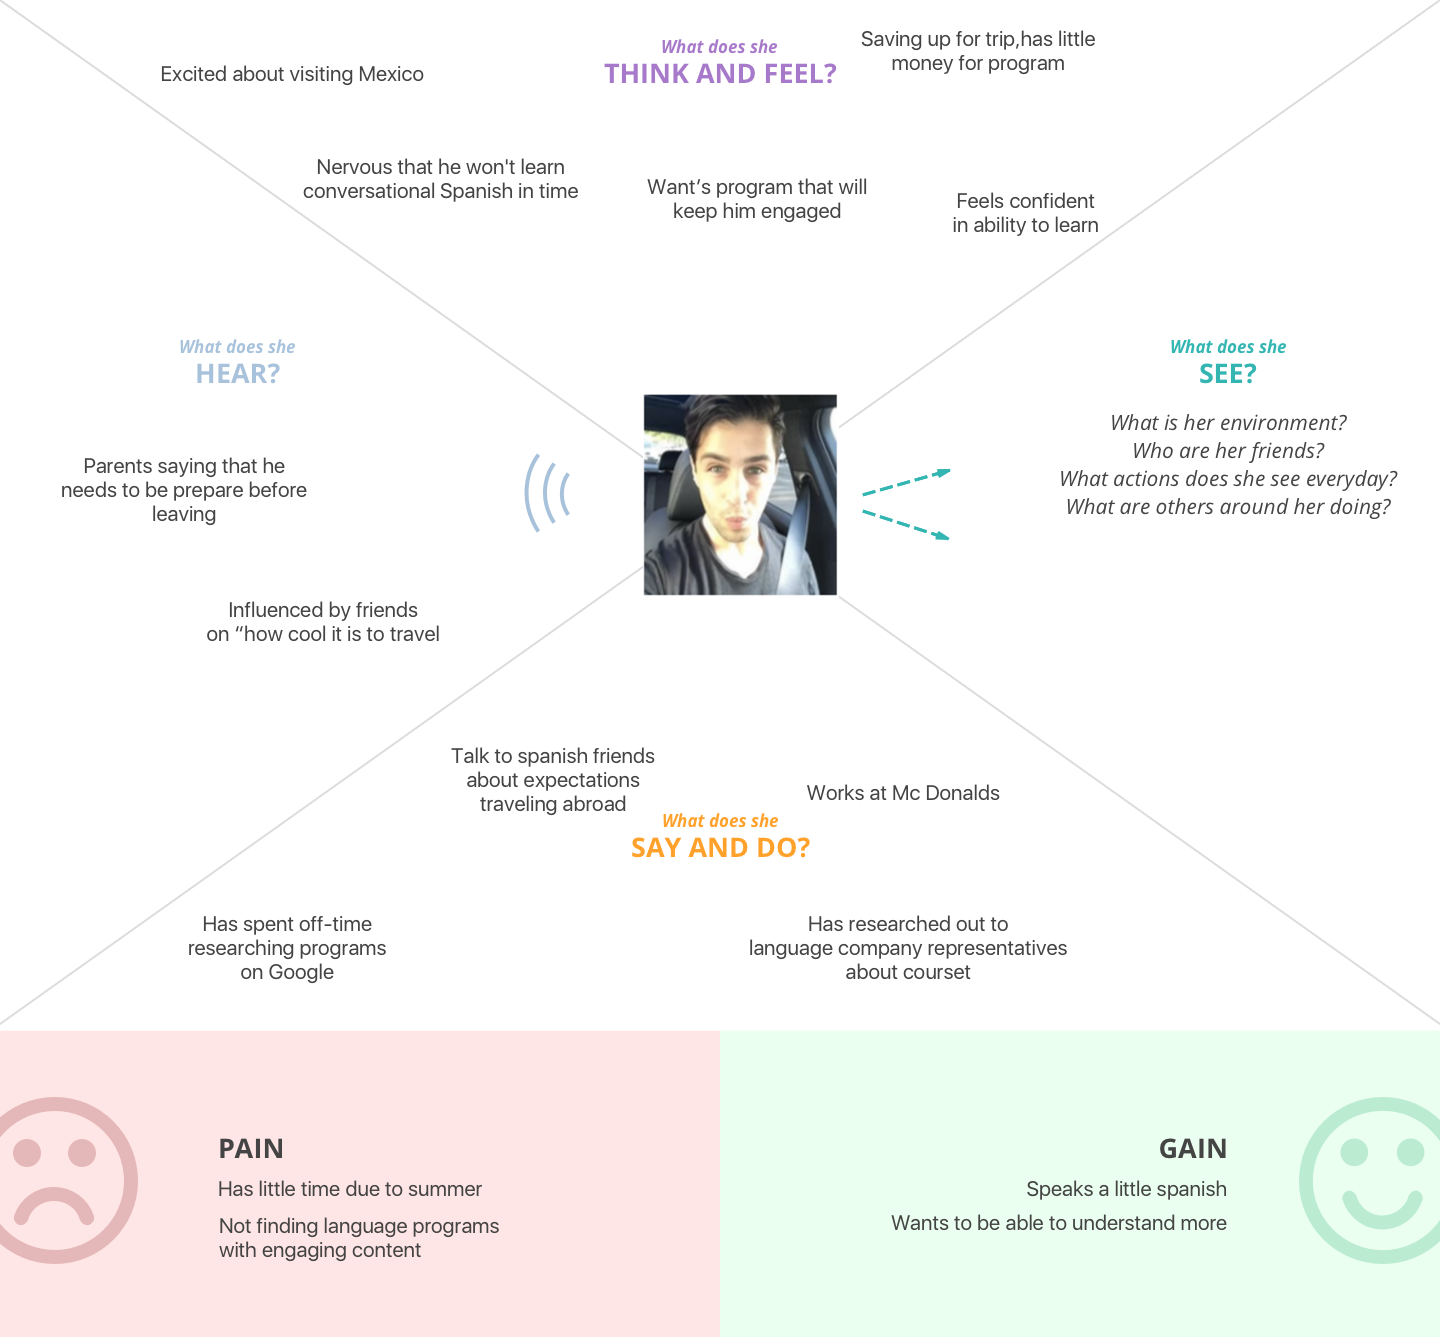 What does she
THINK AND FEEL?
Saving up for trip,has little
money for program
Excited about visiting Mexico
Nervous that he won't learn
conversational Spanish in time
Want’s program that will
keep him engaged
Feels confident
in ability to learn
What does she
HEAR?
Parents saying that he
needs to be prepare before
leaving
Influenced by friends
on “how cool it is to travel
What does she
SEE?
What is her environment?
Who are her friends?
What actions does she see everyday?
What are others around her doing?
Talk to spanish friends
about expectations
traveling abroad
Works at Mc Donalds
What does she
SAY AND DO?
Has spent off-time
researching programs
on Google
Has researched out to
language company representatives
about courset
PAIN
Has little time due to summer
Not finding language programs
with engaging content
GAIN
Speaks a little spanish
Wants to be able to understand more